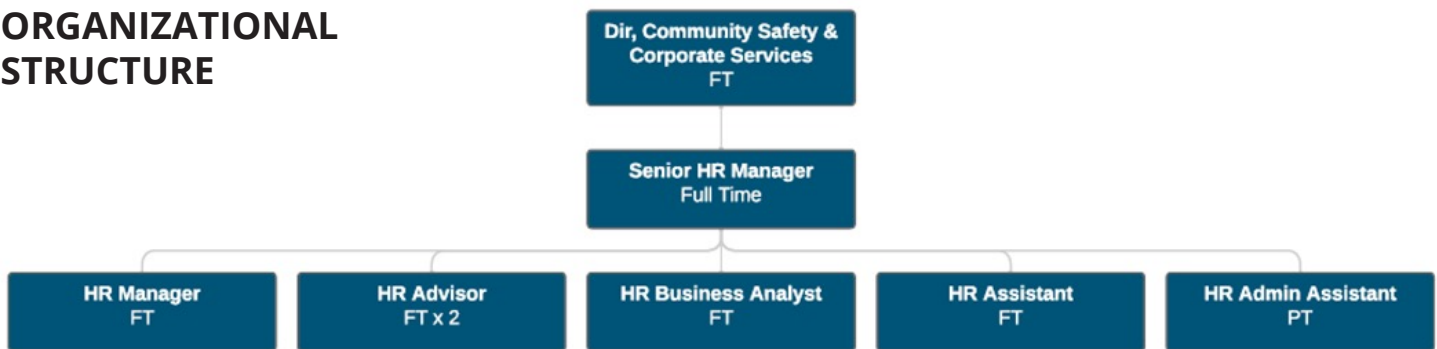 ORGANIZATIONAL
STRUCTURE
Dir, Community Safety &
Corporate Services
FT
Senior HR Manager
Full Time
HR Manager
FT
HR Advisor
FT x 2
HR Business Analyst
FT
HR Assistant
FT
HR Admin Assistant
PT